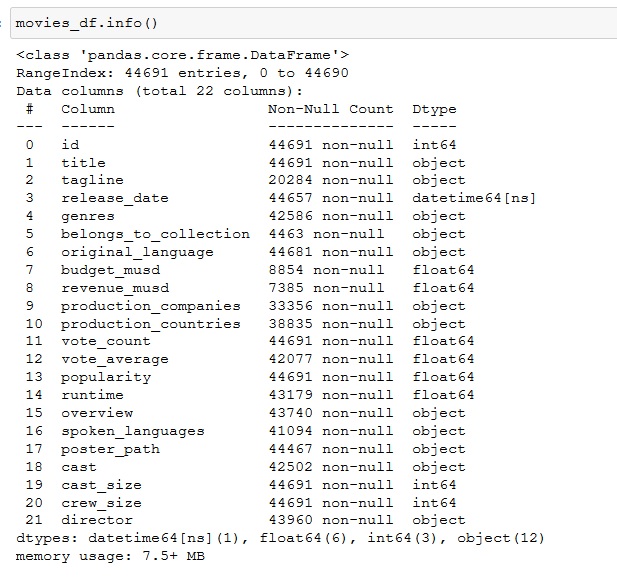 movies_df.info()
<class 'pandas.core.frame.DataFrame'>
RangeIndex: 44691 entries, 0 to 44690
Data columns (total 22 columns):
 #   Column                 Non-Null Count  Dtype
---  ------                 --------------  -----
 0   id                     44691 non-null  int64
 1   title                  44691 non-null  object
 2   tagline                20284 non-null  object
 3   release_date           44657 non-null  datetime64[ns]
 4   genres                 42586 non-null  object
 5   belongs_to_collection  4463 non-null   object
 6   original_language      44681 non-null  object
 7   budget_musd            8854 non-null   float64
 8   revenue_musd           7385 non-null   float64
 9   production_companies   33356 non-null  object
 10  production_countries   38835 non-null  object
 11  vote_count             44691 non-null  float64
 12  vote_average           42077 non-null  float64
 13  popularity             44691 non-null  float64
 14  runtime                43179 non-null  float64
 15  overview               43740 non-null  object
 16  spoken_languages       41094 non-null  object
 17  poster_path            44467 non-null  object
 18  cast                   42502 non-null  object
 19  cast_size              44691 non-null  int64
 20  crew_size              44691 non-null  int64
 21  director               43960 non-null  object
dtypes: datetime64[ns](1), float64(6), int64(3), object(12)
memory usage: 7.5+ MB